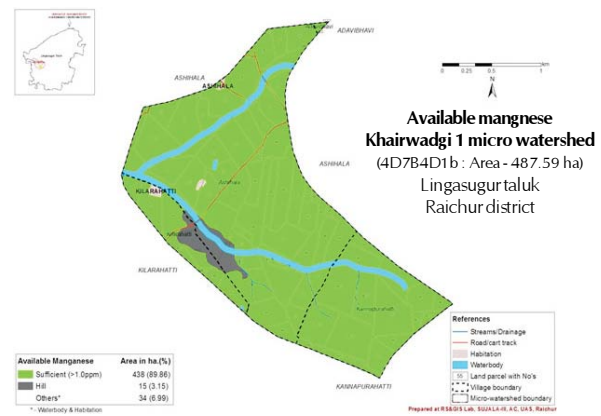 ADAVIBHAVI
ASHIHALA
ASHIHALA
ASHIHALA
KILARAHATTI
KILARAHATTI
KANNAPURAHATTI
0 0.25 0.5 1
km
N
Available mangnese
Khairwadgi 1 micro watershed
(4D7B4D1b : Area - 487.59 ha)
Lingasugur taluk
Raichur district
References
Streams/Drainage
Road/cart track
Habitation
Waterbody
55 Land parcel with No's
Village boundary
Micro-watershed boundary
Available Manganese Area in ha.(%)
Sufficient (>1.0ppm) 438 (89.86)
Hill 15 (3.15)
Others* 34 (6.99)
* - Waterbody & Habitation
Prepared at RS&GIS Lab, SUJALA-III, AC, UAS, Raichur